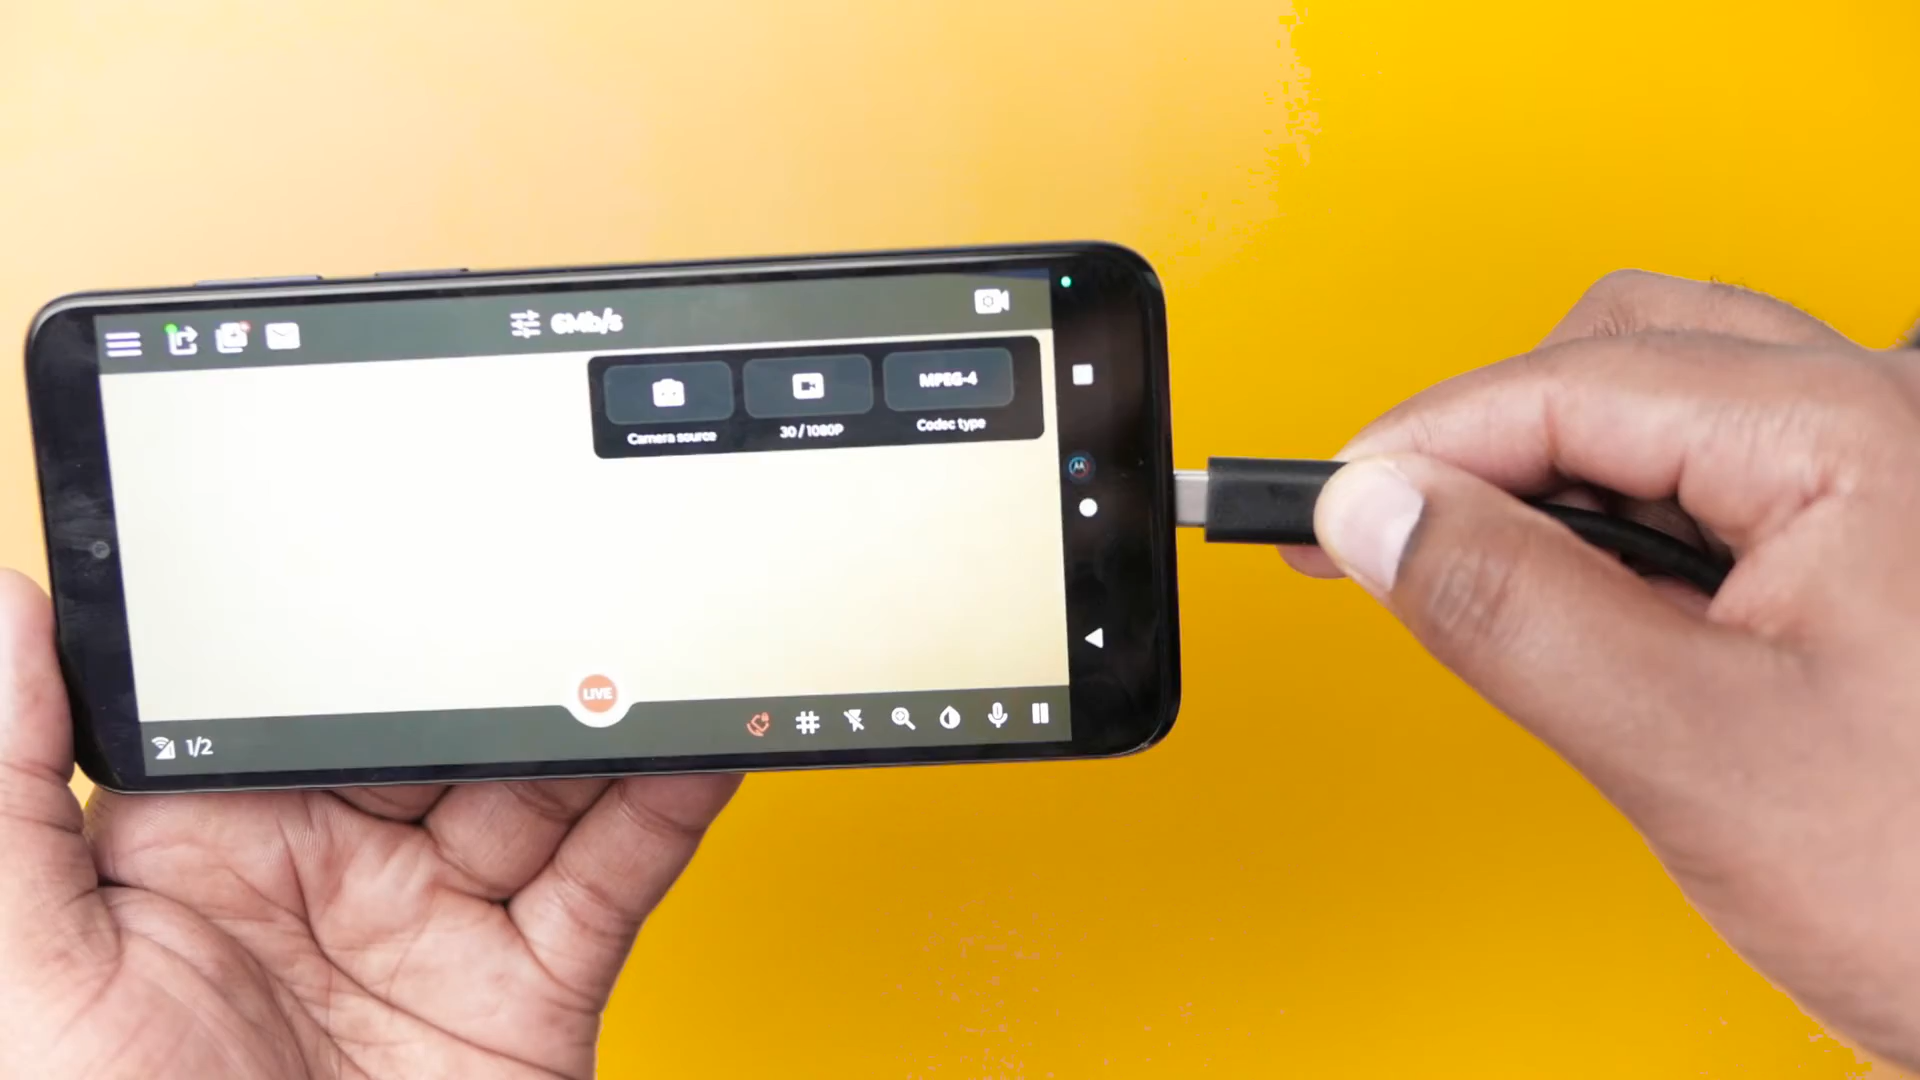 6Mb/s
MPEG-4
Camera source
30/1080P
Codec type
LIVE
1/2